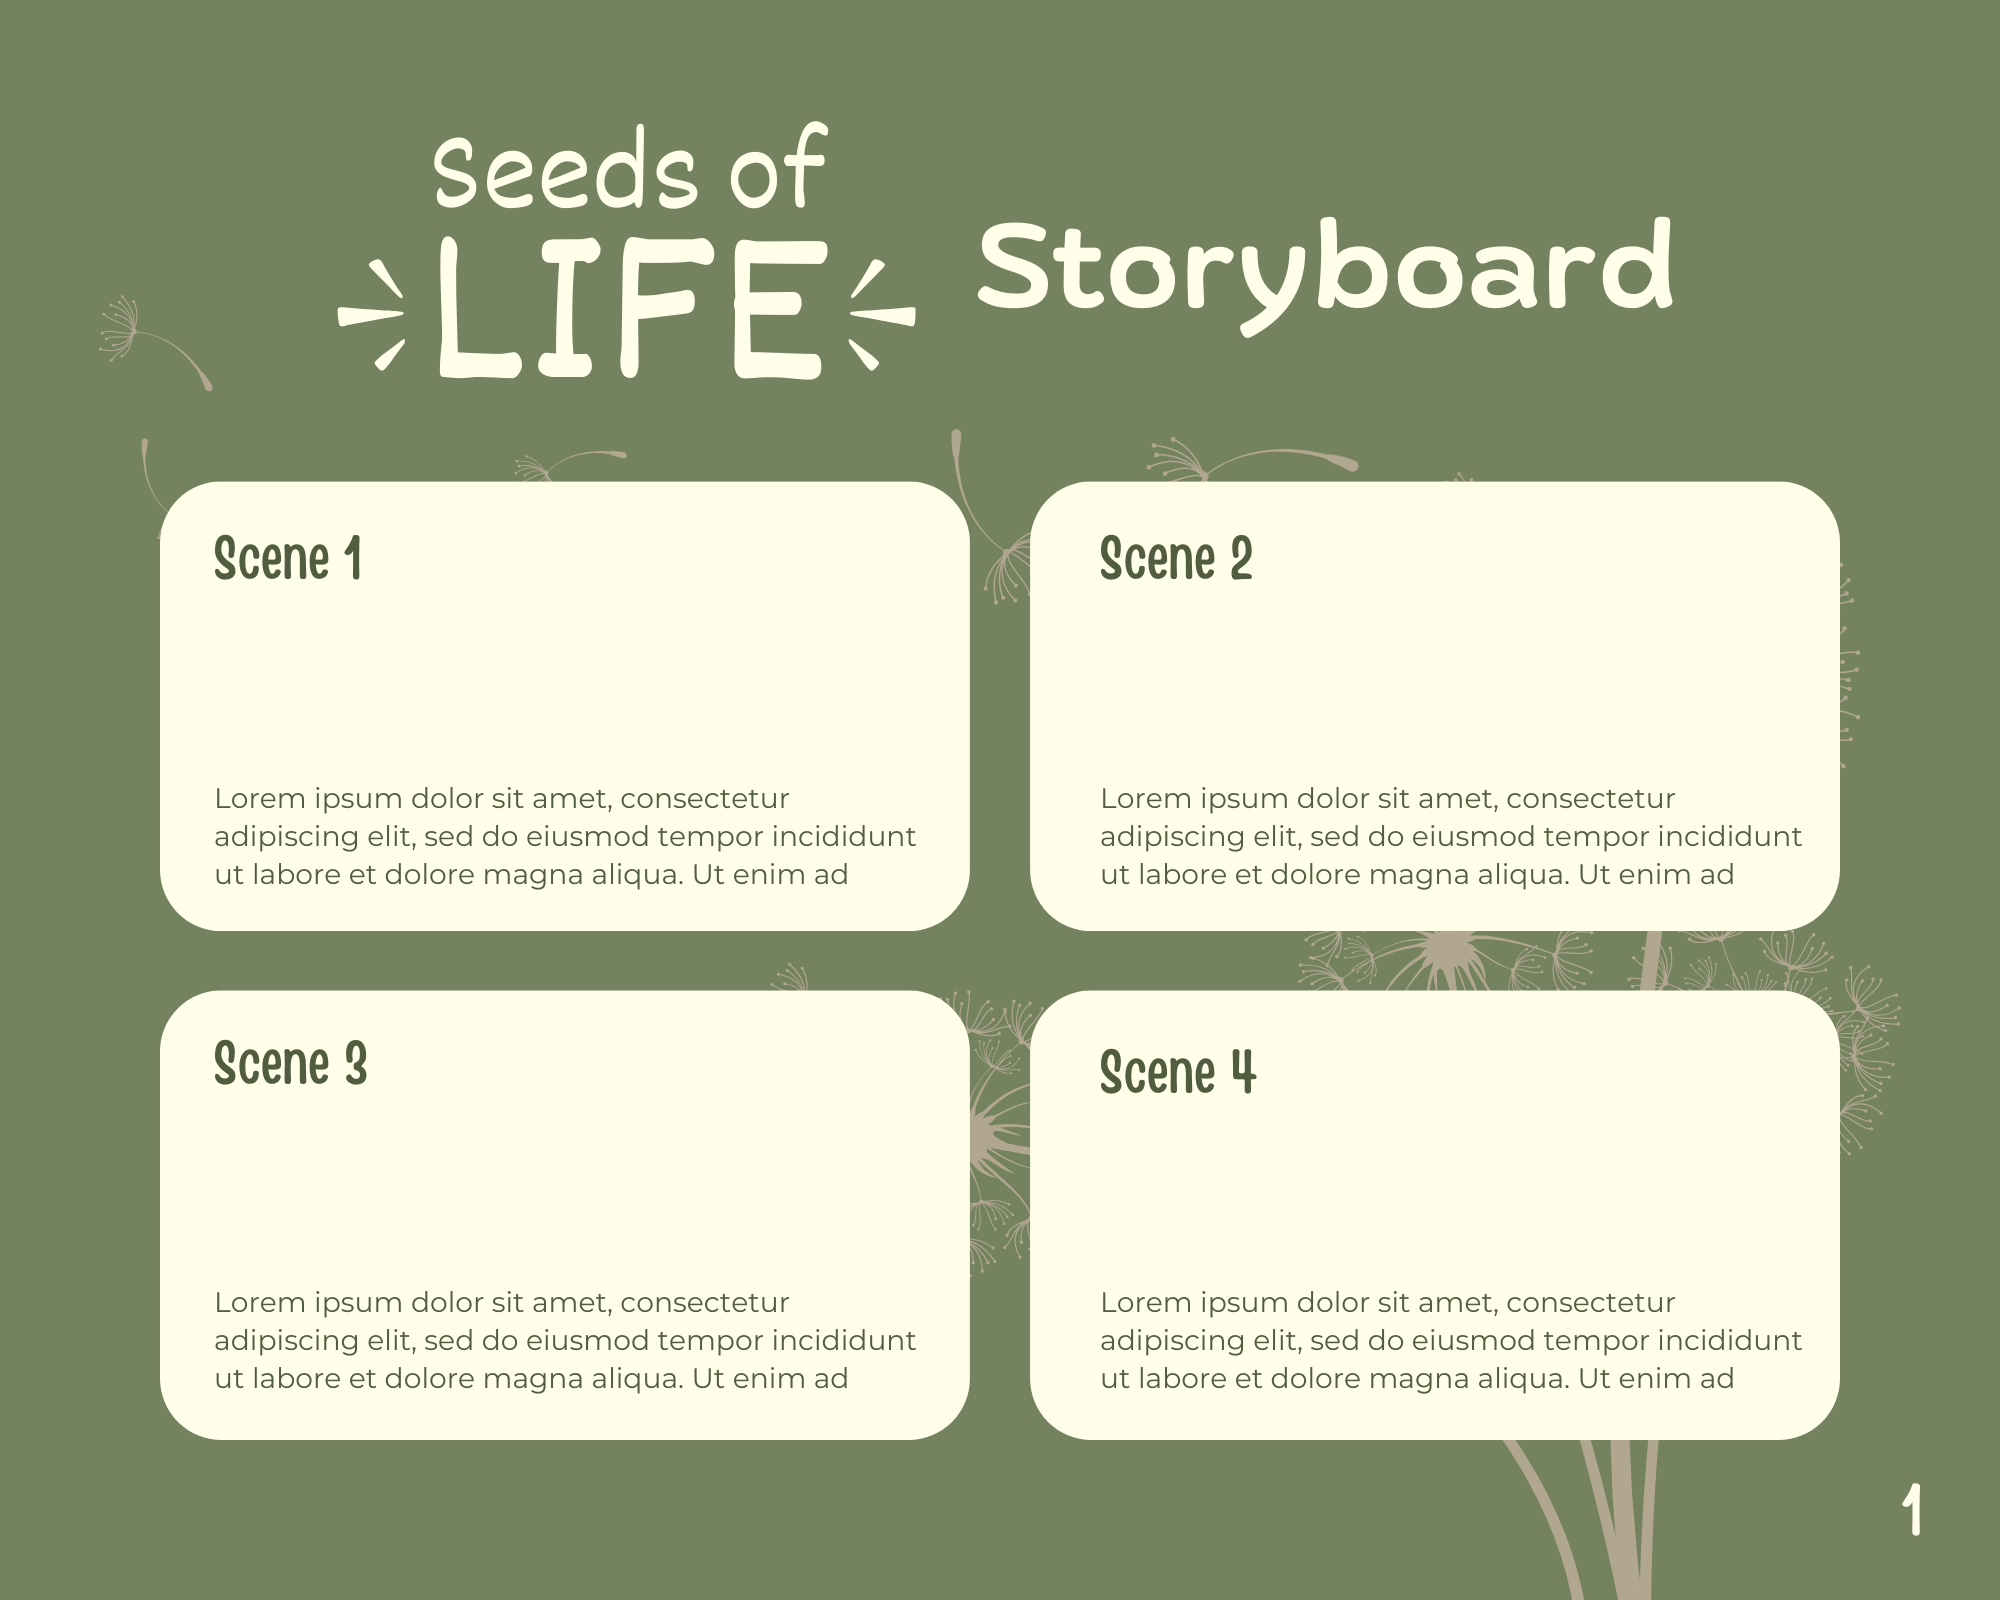 Seeds of
LIFE
Storyboard
Scene 1
Lorem ipsum dolor sit amet, consectetur
adipiscing elit, sed do eiusmod tempor incididunt
ut labore et dolore magna aliqua. Ut enim ad
Scene 2
Lorem ipsum dolor sit amet, consectetur
adipiscing elit, sed do eiusmod tempor incididunt
ut labore et dolore magna aliqua. Ut enim ad
Scene 3
Lorem ipsum dolor sit amet, consectetur
adipiscing elit, sed do eiusmod tempor incididunt
ut labore et dolore magna aliqua. Ut enim ad
Scene 4
Lorem ipsum dolor sit amet, consectetur
adipiscing elit, sed do eiusmod tempor incididunt
ut labore et dolore magna aliqua. Ut enim ad
1